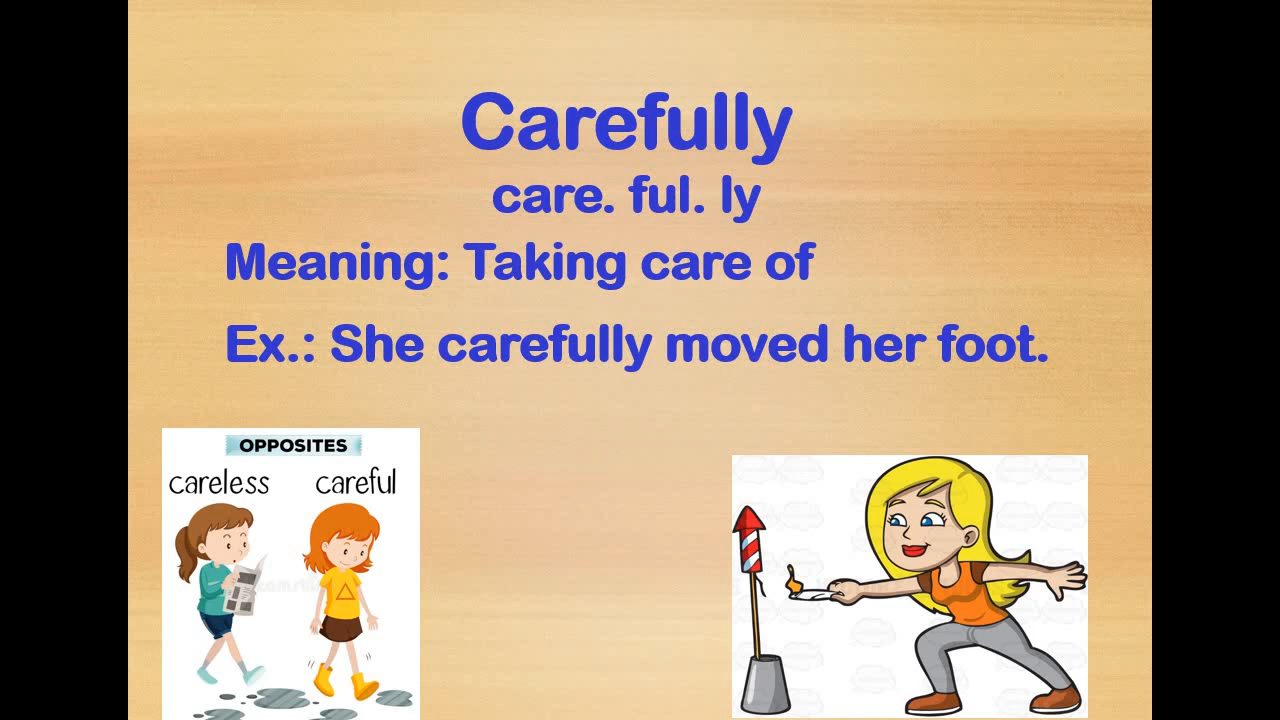 Carefully
care. ful. ly
Meaning: Taking care of
Ex.: She carefully moved her foot.
OPPOSITES
careless careful